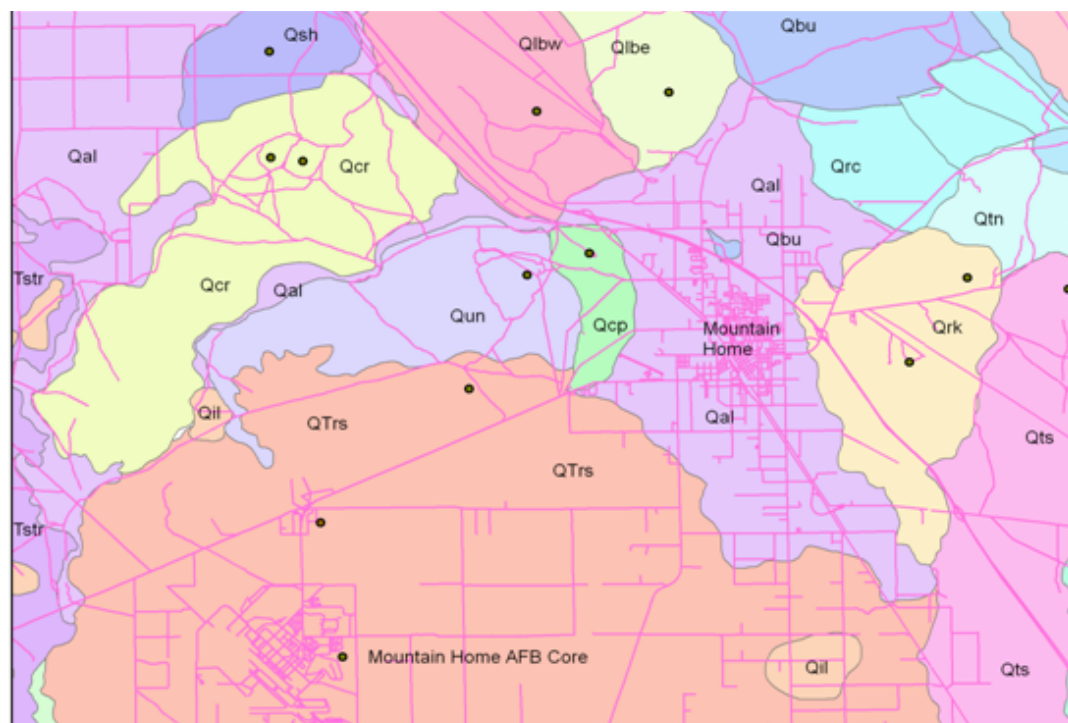 Qsh
Qlbw
Qlbe
Qbu
Qal
Qcr
Qrc
Qal
Qtn
Qbu
Tstr
Qcr
Qal
Qun
Qcp
Mountain
Home
Qrk
Qil
QTrs
Qal
Qts
QTrs
Tstr
Mountain Home AFB Core
Qil
Qts